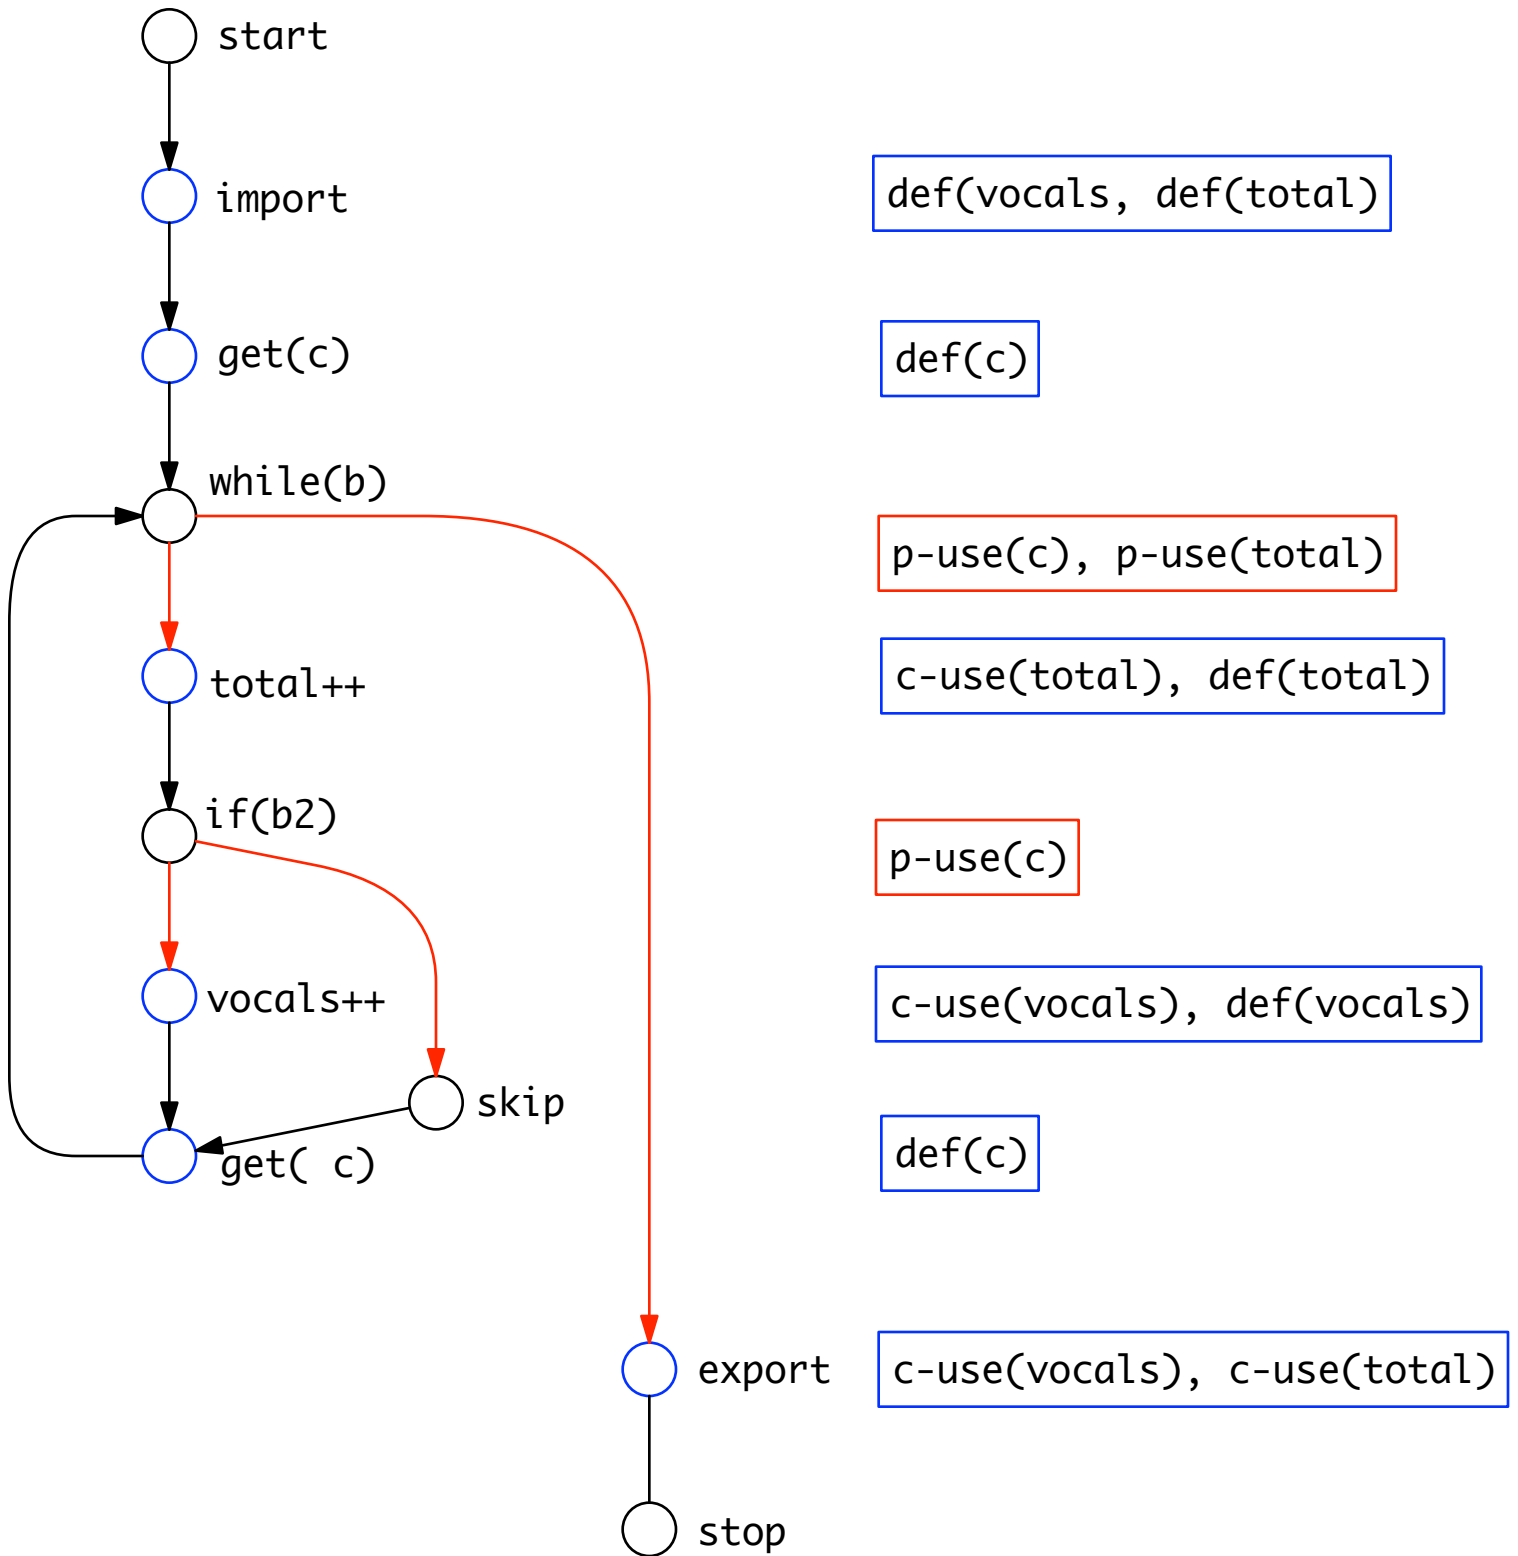 start
import
def(vocals, def(total)
get(c)
def(c)
while(b)
p-use(c), p-use(total)
total++
c-use(total), def(total)
if(b2)
p-use(c)
vocals++
c-use(vocals), def(vocals)
skip
get( c)
def(c)
export
c-use(vocals), c-use(total)
stop